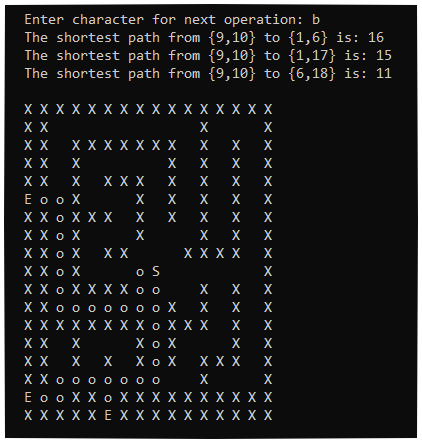 Enter character for next operation: b
The shortest path from {9,10} to {1,6} is: 16
The shortest path from {9,10} to {1,17} is: 15
The shortest path from {9,10} to {6,18} is: 11
X X X X X X X X X X X X X X X X
X X                   X       X
X X   X X X X X X X   X   X   X
X X   X           X   X   X   X
X X   X   X X X   X   X   X   X
E o o X       X   X   X   X   X
X X o X X X   X   X   X   X   X
X X o X       X       X   X   X
X X o X   X X       X X X X   X
X X o X       o S             X
X X o X X X X o o     X   X   X
X X o o o o o o o X   X   X   X
X X X X X X X X o X X X   X   X
X X   X       X o X       X   X
X X   X   X   X o X   X X X   X
X X o o o o o o o     X       X
E o o X X o X X X X X X X X X X
X X X X X E X X X X X X X X X X